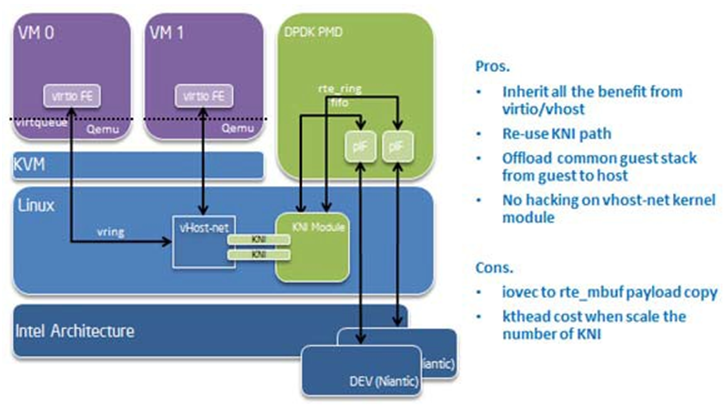 VM 0
VM 1
DPDK PMD
virtio FE
virtio FE
rte_ring
fifo
virtqueue
Qemu
Qemu
pIF
pIF
KVM
Linux
vring
vHost-net
KNI
KNI
KNI Module
Intel Architecture
iantic)
DEV (Niantic)
Pros.
• Inherit all the benefit from
virtio/vhost
• Re-use KNI path
• Offload common guest stack
from guest to host
• No hacking on vhost-net kernel
module
Cons.
• iovec to rte_mbuf payload copy
• kthead cost when scale the
number of KNI